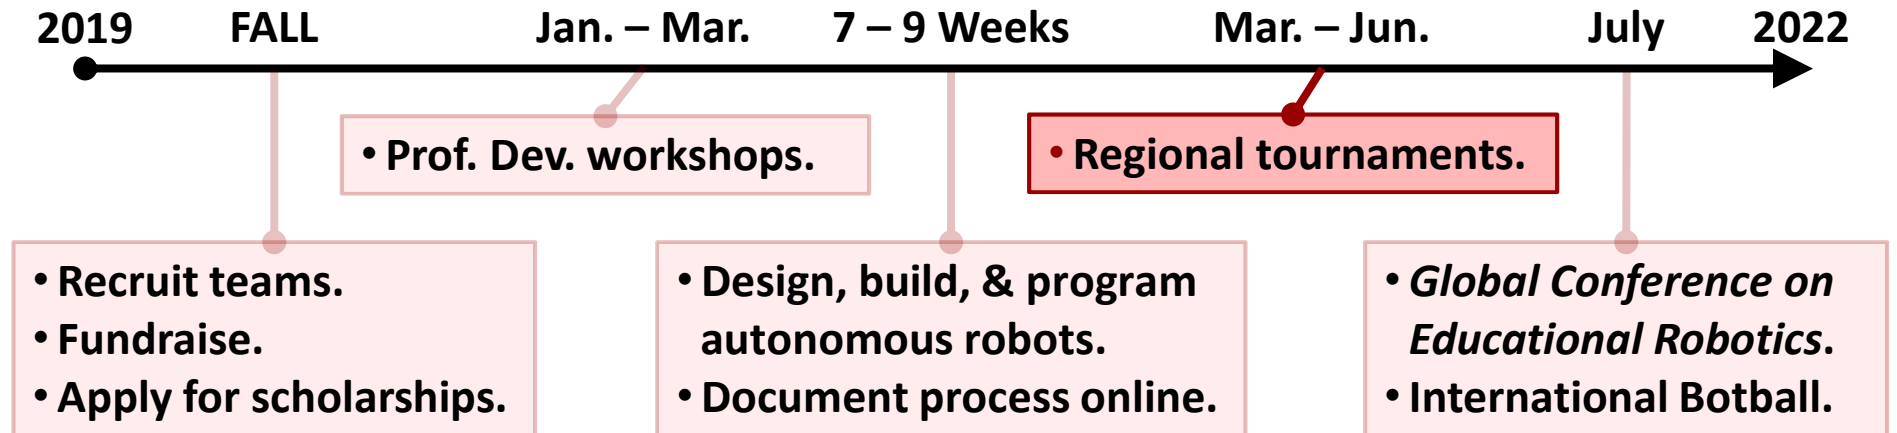 2019 FALL Jan. – Mar. 7 – 9 Weeks Mar. – Jun. July 2022
• Prof. Dev. workshops.
• Regional tournaments.
• Recruit teams.
• Fundraise.
• Apply for scholarships.
• Design, build, & program
autonomous robots.
• Document process online.
• Global Conference on
Educational Robotics.
• International Botball.